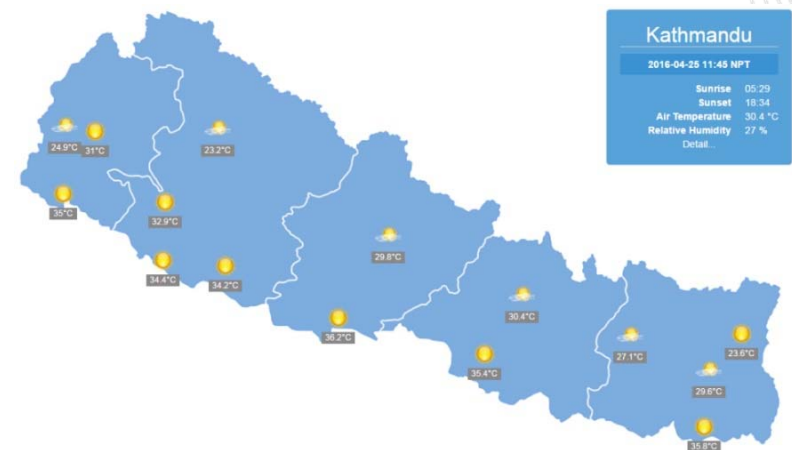 Kathmandu
2016-04-25 11:45 NPT
Sunrise 05:29
Sunset 18:34
Air Temperature 30.4 °C
Relative Humidity 27 %
Detail...
24.9°C
31°C
23.2°C
35°C
32.9°C
34.4°C
34.2°C
29.8°C
36.2°C
30.4°C
35.4°C
27.1°C
23.6°C
29.6°C
35.8°C